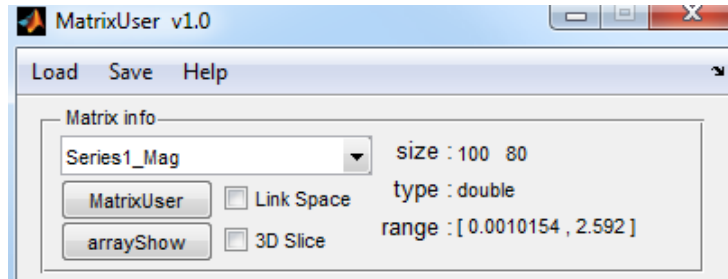 MatrixUser v1.0
Load Save Help
Matrix info
Series1_Mag
size : 100 80
MatrixUser
Link Space
type : double
arrayShow
3D Slice
range : [ 0.0010154 , 2.592 ]